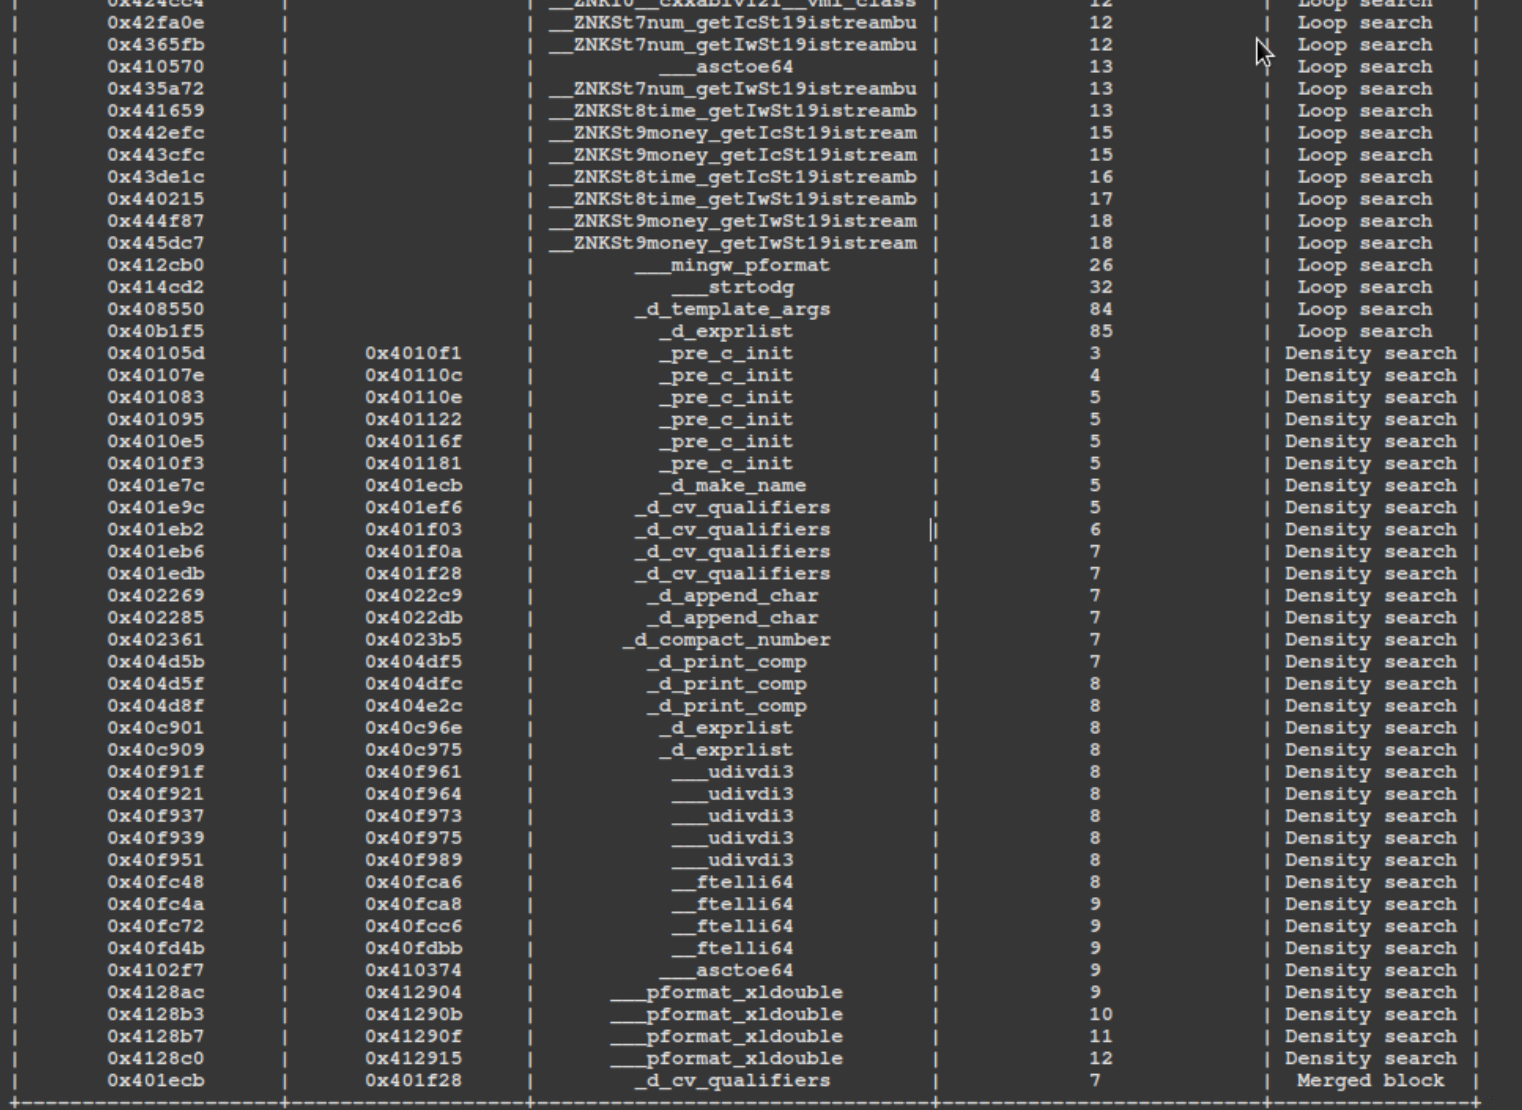 | 0x424cc4 | | __ZNK10__cxxabiv121__vmi_class | 12 | Loop search |
| 0x42fa0e | | __ZNKSt7num_getIcSt19istreambu | 12 | Loop search |
| 0x4365fb | | __ZNKSt7num_getIwSt19istreambu | 12 | Loop search |
| 0x410570 | | ___asctoe64 | 13 | Loop search |
| 0x435a72 | | __ZNKSt7num_getIwSt19istreambu | 13 | Loop search |
| 0x441659 | | __ZNKSt8time_getIwSt19istreamb | 13 | Loop search |
| 0x442efc | | __ZNKSt9money_getIcSt19istream | 15 | Loop search |
| 0x443cfc | | __ZNKSt9money_getIcSt19istream | 15 | Loop search |
| 0x43de1c | | __ZNKSt8time_getIcSt19istreamb | 16 | Loop search |
| 0x440215 | | __ZNKSt8time_getIwSt19istreamb | 17 | Loop search |
| 0x444f87 | | __ZNKSt9money_getIwSt19istream | 18 | Loop search |
| 0x445dc7 | | __ZNKSt9money_getIwSt19istream | 18 | Loop search |
| 0x412cb0 | | ___mingw_pformat | 26 | Loop search |
| 0x414cd2 | | ___strtodg | 32 | Loop search |
| 0x408550 | | _d_template_args | 84 | Loop search |
| 0x40b1f5 | | _d_exprlist | 85 | Loop search |
| 0x40105d | 0x4010f1 | _pre_c_init | 3 | Density search |
| 0x40107e | 0x40110c | _pre_c_init | 4 | Density search |
| 0x401083 | 0x40110e | _pre_c_init | 5 | Density search |
| 0x401095 | 0x401122 | _pre_c_init | 5 | Density search |
| 0x4010e5 | 0x40116f | _pre_c_init | 5 | Density search |
| 0x4010f3 | 0x401181 | _pre_c_init | 5 | Density search |
| 0x401e7c | 0x401ecb | _d_make_name | 5 | Density search |
| 0x401e9c | 0x401ef6 | _d_cv_qualifiers | 5 | Density search |
| 0x401eb2 | 0x401f03 | _d_cv_qualifiers | 6 | Density search |
| 0x401eb6 | 0x401f0a | _d_cv_qualifiers | 7 | Density search |
| 0x401edb | 0x401f28 | _d_cv_qualifiers | 7 | Density search |
| 0x402269 | 0x4022c9 | _d_append_char | 7 | Density search |
| 0x402285 | 0x4022db | _d_append_char | 7 | Density search |
| 0x402361 | 0x4023b5 | _d_compact_number | 7 | Density search |
| 0x404d5b | 0x404df5 | _d_print_comp | 7 | Density search |
| 0x404d5f | 0x404dfc | _d_print_comp | 8 | Density search |
| 0x404d8f | 0x404e2c | _d_print_comp | 8 | Density search |
| 0x40c901 | 0x40c96e | _d_exprlist | 8 | Density search |
| 0x40c909 | 0x40c975 | _d_exprlist | 8 | Density search |
| 0x40f91f | 0x40f961 | ___udivdi3 | 8 | Density search |
| 0x40f921 | 0x40f964 | ___udivdi3 | 8 | Density search |
| 0x40f937 | 0x40f973 | ___udivdi3 | 8 | Density search |
| 0x40f939 | 0x40f975 | ___udivdi3 | 8 | Density search |
| 0x40f951 | 0x40f989 | ___udivdi3 | 8 | Density search |
| 0x40fc48 | 0x40fca6 | __ftelli64 | 8 | Density search |
| 0x40fc4a | 0x40fca8 | __ftelli64 | 9 | Density search |
| 0x40fc72 | 0x40fcc6 | __ftelli64 | 9 | Density search |
| 0x40fd4b | 0x40fdbb | __ftelli64 | 9 | Density search |
| 0x4102f7 | 0x410374 | ___asctoe64 | 9 | Density search |
| 0x4128ac | 0x412904 | ___pformat_xldouble | 9 | Density search |
| 0x4128b3 | 0x41290b | ___pformat_xldouble | 10 | Density search |
| 0x4128b7 | 0x41290f | ___pformat_xldouble | 11 | Density search |
| 0x4128c0 | 0x412915 | ___pformat_xldouble | 12 | Density search |
| 0x401ecb | 0x401f28 | _d_cv_qualifiers | 7 | Merged block |